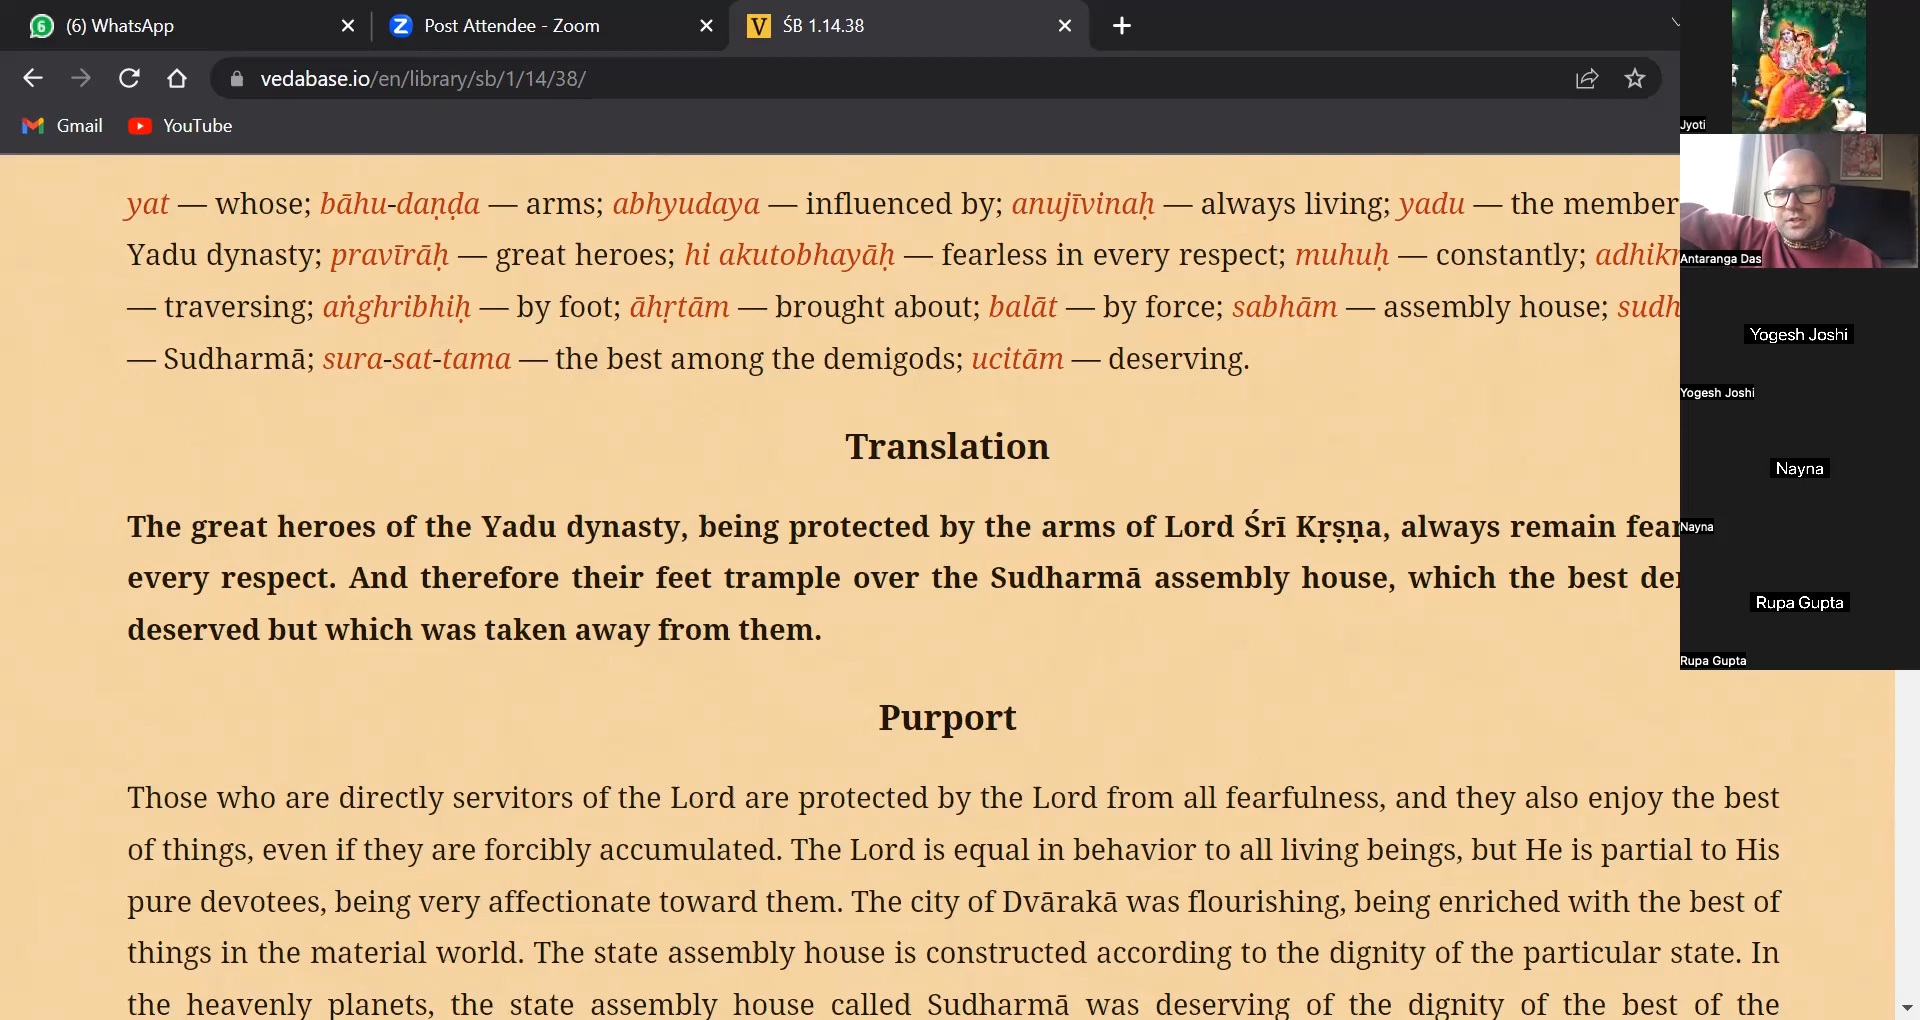 (6) WhatsApp
Post Attendee - Zoom
V ŚB 1.14.38
vedabase.io/en/library/sb/1/14/38/
Gmail
YouTube
yat — whose; bāhu-daṇḍa — arms; abhyudaya — influenced by; anujīvinaḥ — always living; yadu — the member
Yadu dynasty; pravīrāḥ — great heroes; hi akutobhayāḥ — fearless in every respect; muhuḥ — constantly;
— traversing; aṅghribhiḥ — by foot; āhṛtām — brought about; balāt — by force; sabhām — assembly house;
— Sudharmā; sura-sat-tama — the best among the demigods; ucitām — deserving.
Translation
The great heroes of the Yadu dynasty, being protected by the arms of Lord Śrī Kṛṣṇa, always remain
every respect. And therefore their feet trample over the Sudharmā assembly house, which the best
deserved but which was taken away from them.
Purport
Those who are directly servitors of the Lord are protected by the Lord from all fearfulness, and they also enjoy the best
of things, even if they are forcibly accumulated. The Lord is equal in behavior to all living beings, but He is partial to His
pure devotees, being very affectionate toward them. The city of Dvārakā was flourishing, being enriched with the best of
things in the material world. The state assembly house is constructed according to the dignity of the particular state. In
the heavenly planets, the state assembly house called Sudharmā was deserving of the dignity of the best of the
Jyoti
Antaranga Das
Yogesh Joshi
Yogesh Joshi
Nayna
Nayna
Rupa Gupta
Rupa Gupta